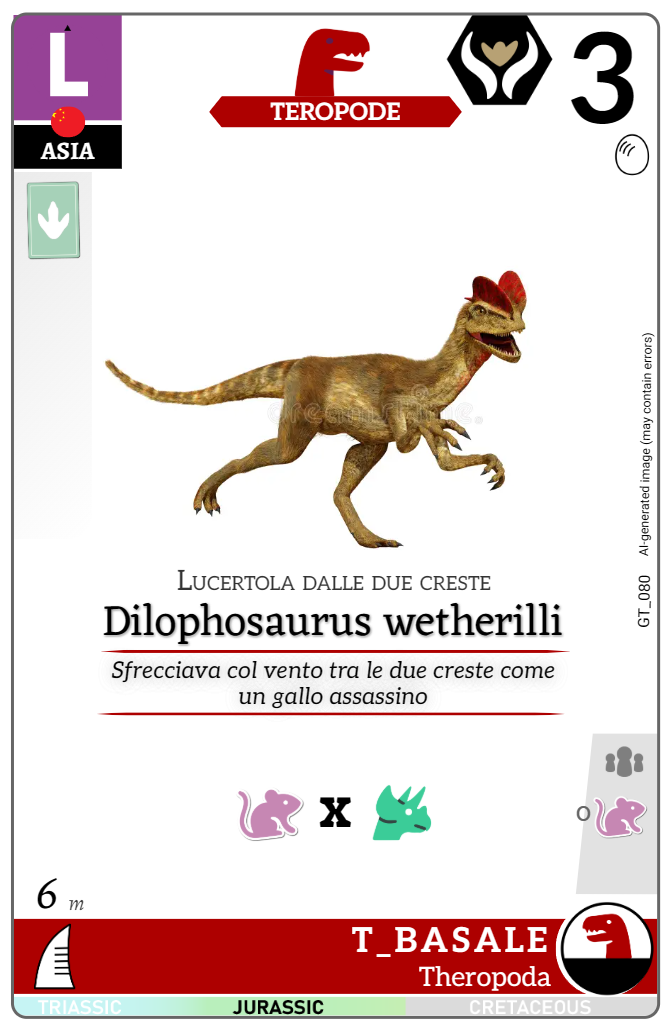 L
TEROPODE
3
ASIA
dreamstime.
AI-generated image (may contain errors)
GT_080
Lucertola dalle due creste
Dilophosaurus wetherilli
Sfrecciava col vento tra le due creste come
un gallo assassino
x
o
6 m
T_BASALE
Theropoda
TRIASSIC JURASSIC CRETACEOUS